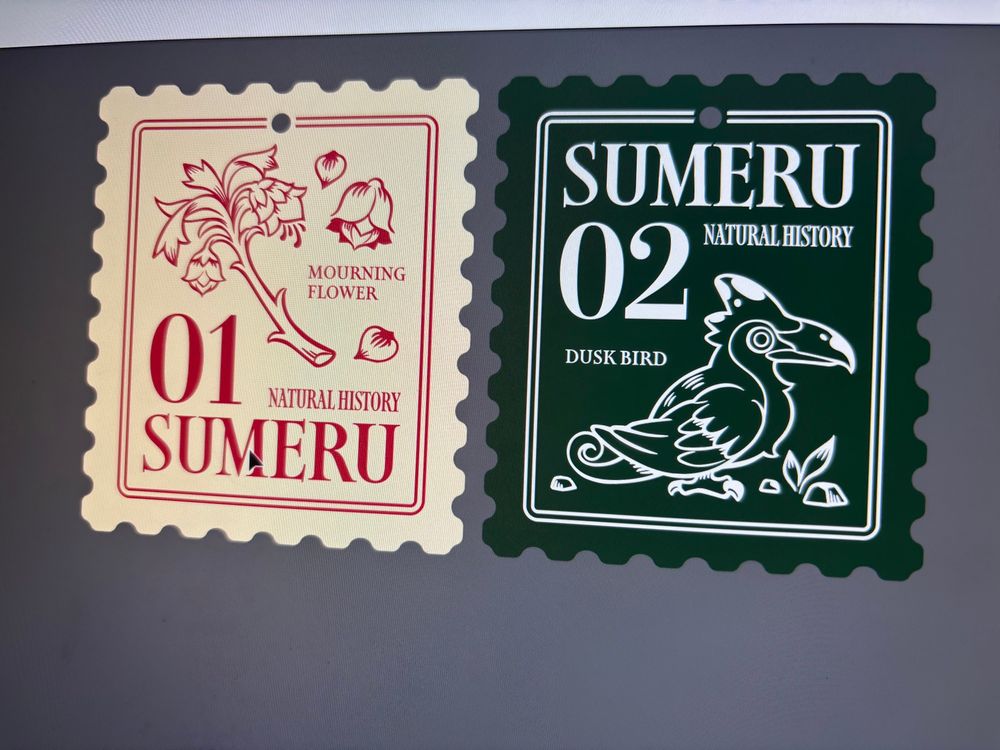 MOURNING
FLOWER
01
NATURAL HISTORY
SUMERU
SUMERU
02
NATURAL HISTORY
DUSK BIRD